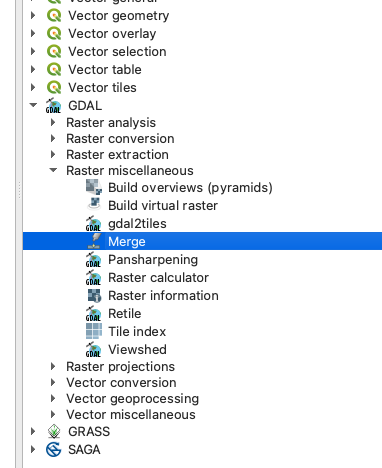 Vector general
Vector geometry
Vector overlay
Vector selection
Vector table
Vector tiles
GDAL
Raster analysis
Raster conversion
Raster extraction
Raster miscellaneous
Build overviews (pyramids)
Build virtual raster
gdal2tiles
Merge
Pansharpening
Raster calculator
Raster information
Retile
Tile index
Viewshed
Raster projections
Vector conversion
Vector geoprocessing
Vector miscellaneous
GRASS
SAGA